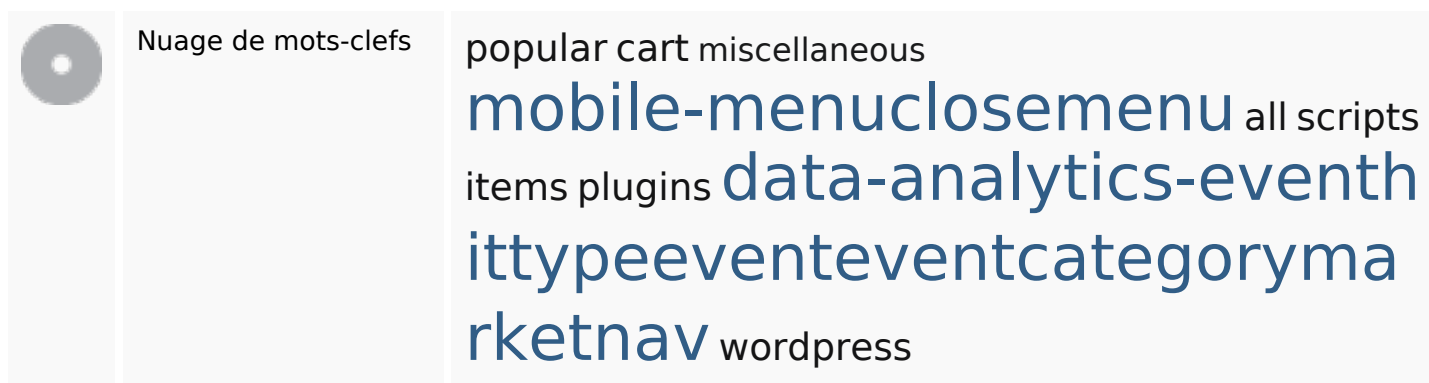 Nuage de mots-clefs
popular cart miscellaneous
mobile-menuclosemenu all scripts
items plugins data-analytics-eventh
ittypeeventeventcategoryma
rketnav wordpress